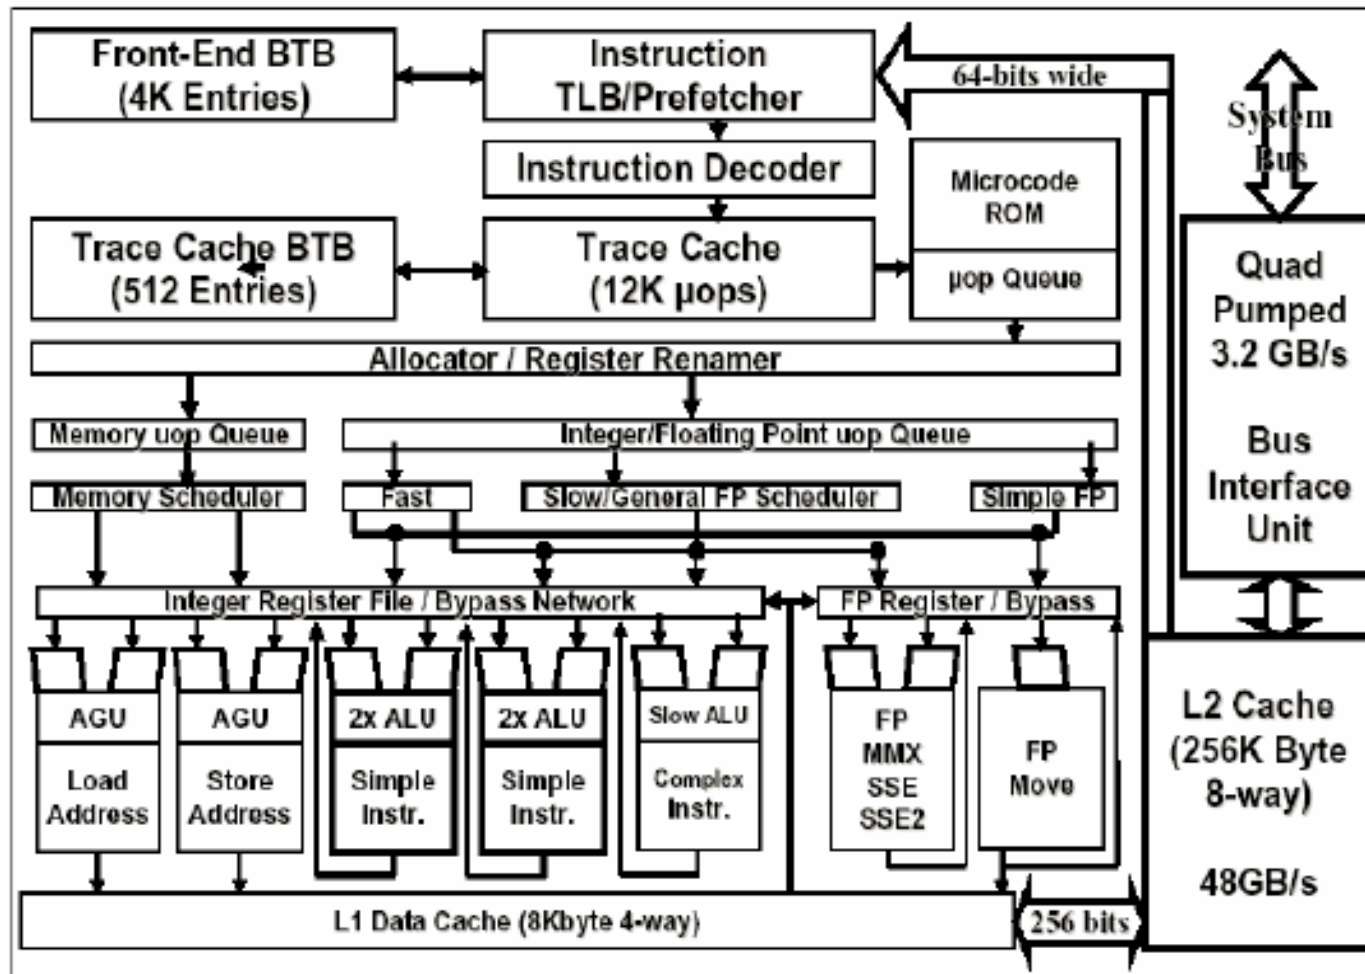 Front-End BTB
(4K Entries)
Instruction
TLB/Prefetcher
64-bits wide
System
Bus
Instruction Decoder
Microcode
ROM
Trace Cache BTB
(512 Entries)
Trace Cache
(12K µops)
µop Queue
Quad
Pumped
3.2 GB/s
Bus
Interface
Unit
Allocator / Register Renamer
Memory uop Queue
Integer/Floating Point uop Queue
Memory Scheduler
Fast
Slow/General FP Scheduler
Simple FP
Integer Register File / Bypass Network
FP Register / Bypass
AGU
Load
Address
AGU
Store
Address
2x ALU
Simple
Instr.
2x ALU
Simple
Instr.
Slow ALU
Complex
Instr.
FP
MMX
SSE
SSE2
FP
Move
L2 Cache
(256K Byte
8-way)
48GB/s
L1 Data Cache (8Kbyte 4-way)
256 bits